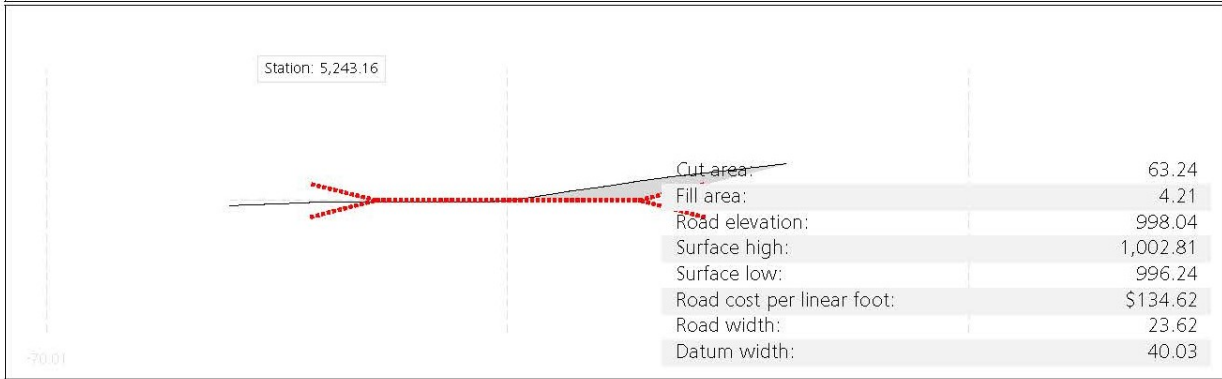 Station: 5,243.16
Cut area: 63.24
Fill area: 4.21
Road elevation: 998.04
Surface high: 1,002.81
Surface low: 996.24
Road cost per linear foot: $134.62
Road width: 23.62
Datum width: 40.03
-70.01